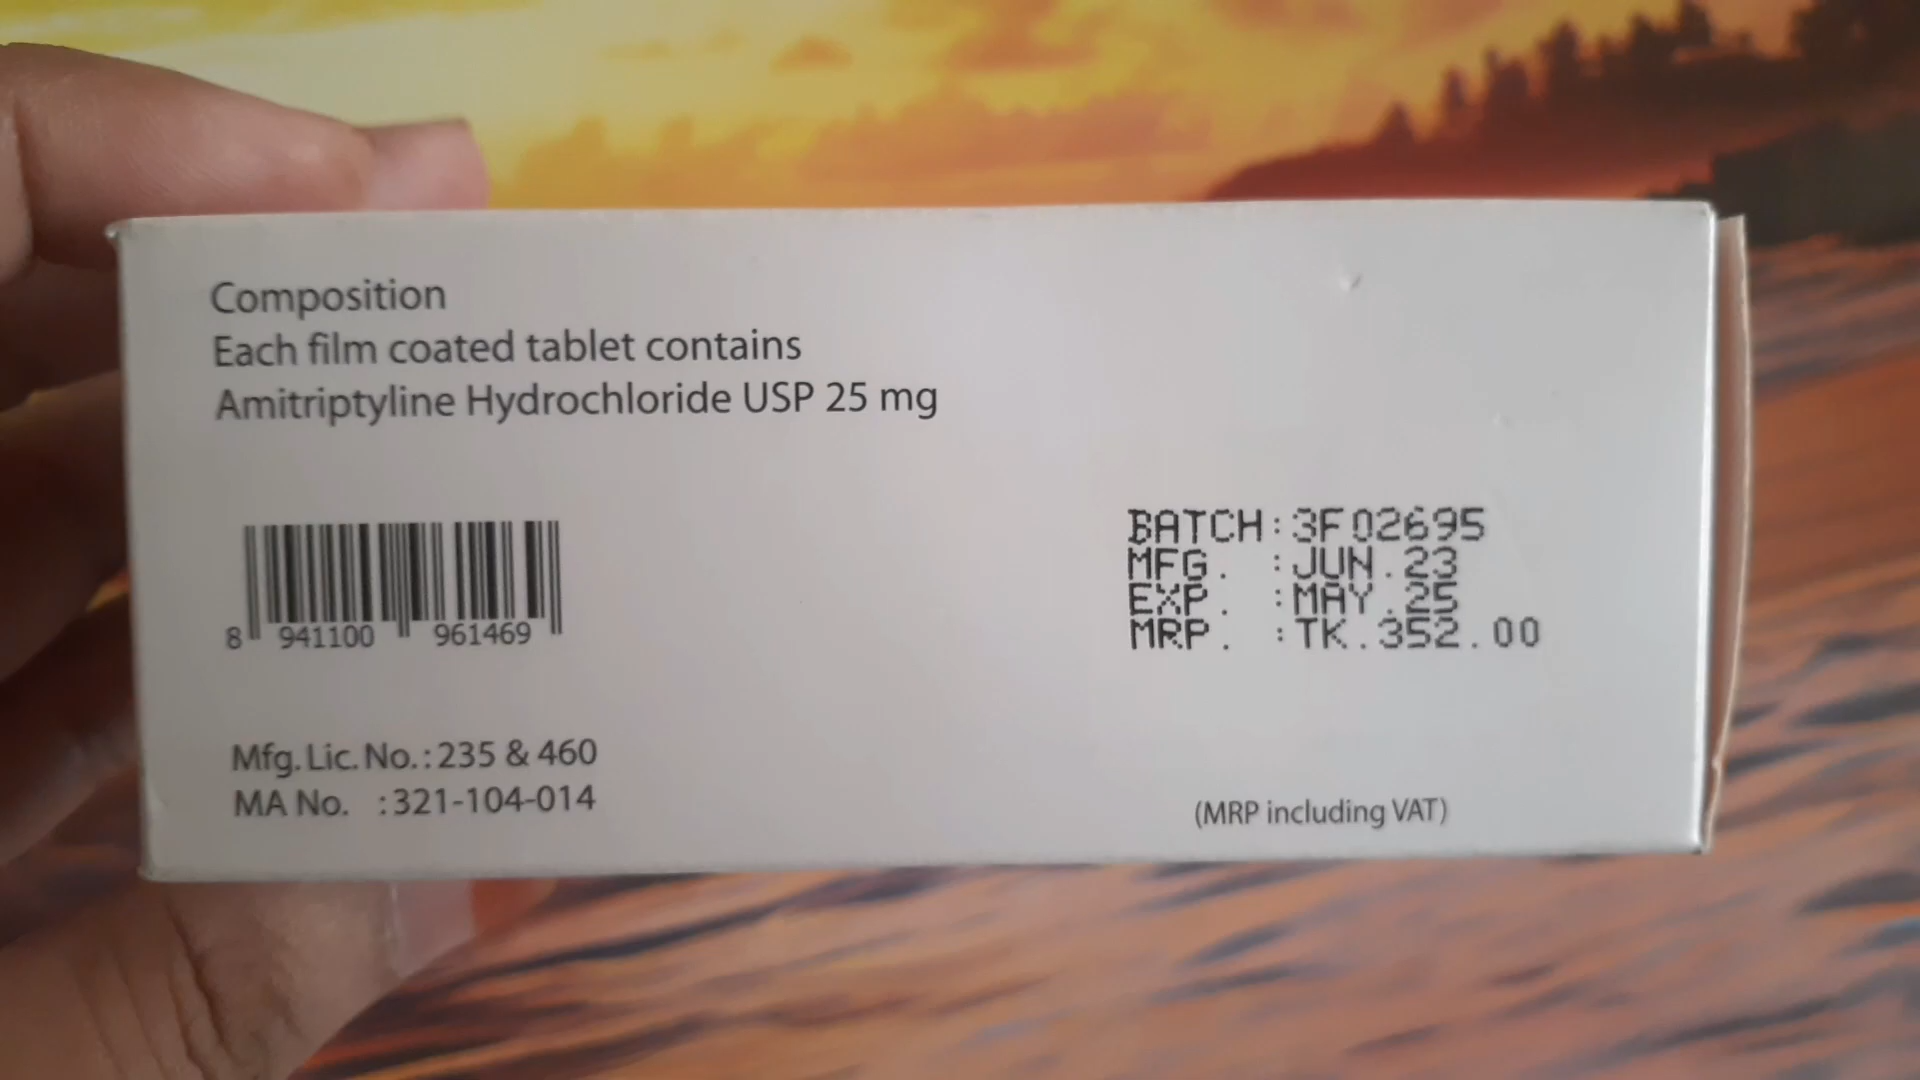 Composition
Each film coated tablet contains
Amitriptyline Hydrochloride USP 25 mg
BATCH:3F02695
MFG. :JUN.23
EXP. :MAY.25
MRP. :TK.352.00
8 941100 961469
Mfg. Lic. No.: 235 & 460
MA No. :321-104-014
(MRP including VAT)